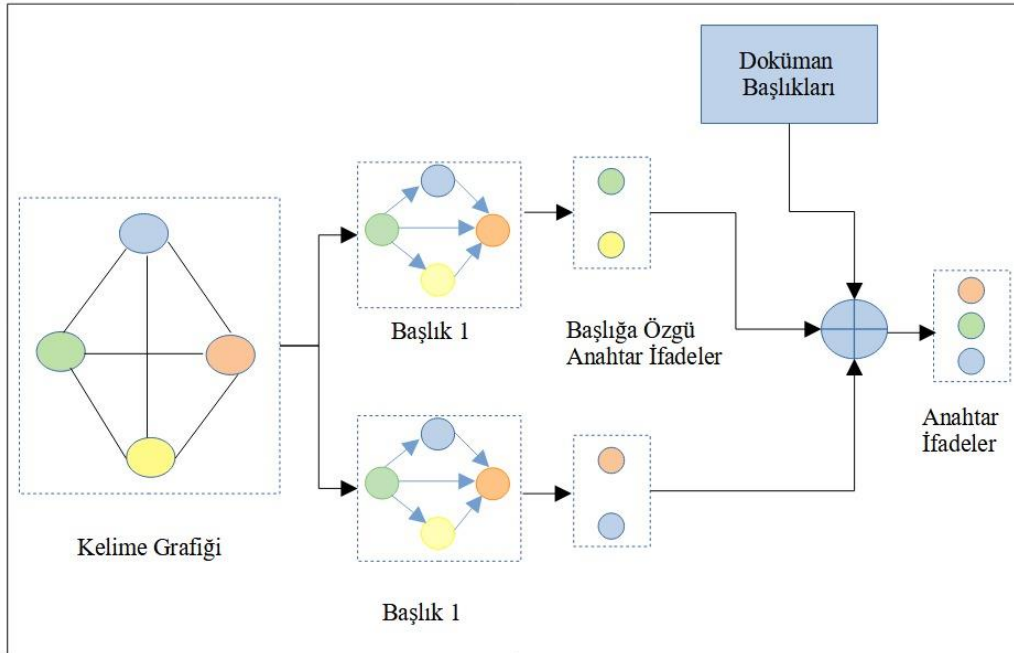 Doküman
Başlıkları
Başlık 1
Başlığa Özgü
Anahtar İfadeler
Anahtar
İfadeler
Kelime Grafiği
Başlık 1